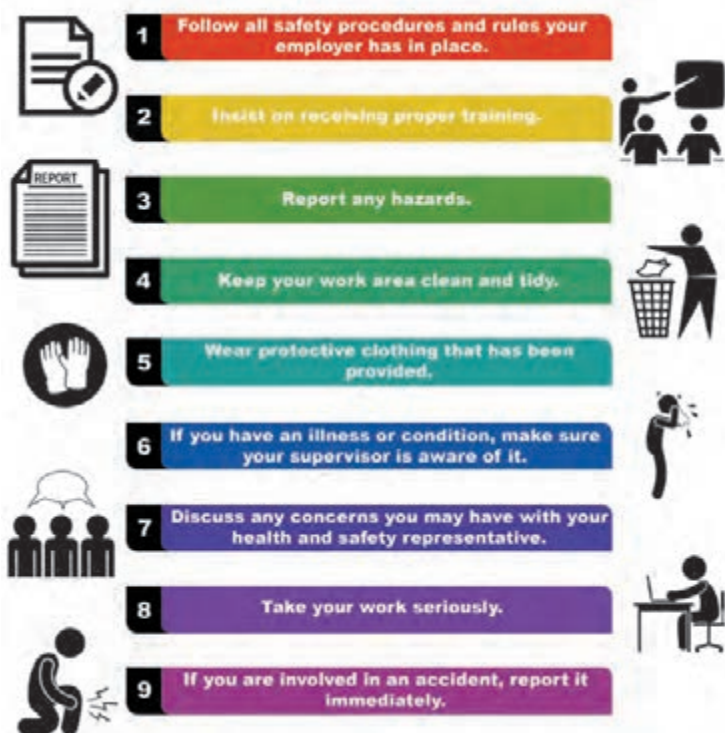 1
Follow all safety procedures and rules your
employer has in place.
2
Insist on receiving proper training.
REPORT
3
Report any hazards.
4
Keep your work area clean and tidy.
5
Wear protective clothing that has been
provided.
6
If you have an illness or condition, make sure
your supervisor is aware of it.
7
Discuss any concerns you may have with your
health and safety representative.
8
Take your work seriously.
9
If you are involved in an accident, report it
immediately.